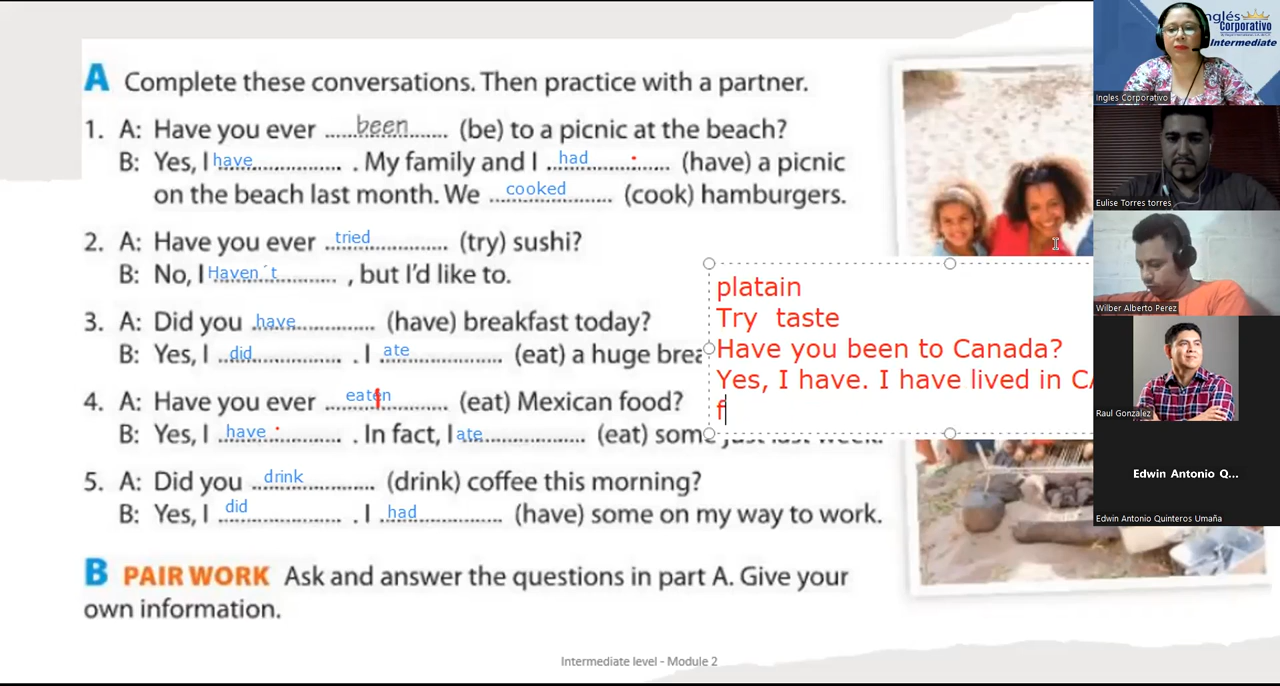 A Complete these conversations. Then practice with a partner.
1. A: Have you ever been (be) to a picnic at the beach?
B: Yes, I have. My family and I had (have) a picnic
on the beach last month. We cooked (cook) hamburgers.
2. A: Have you ever tried (try) sushi?
B: No, I Haven´t, but I'd like to.
3. A: Did you have (have) breakfast today?
B: Yes, I did. I ate (eat) a huge brea
4. A: Have you ever eaten (eat) Mexican food?
B: Yes, I have. In fact, I ate (eat) some just last week.
5. A: Did you drink (drink) coffee this morning?
B: Yes, I did. I had (have) some on my way to work.
B PAIR WORK Ask and answer the questions in part A. Give your
own information.
platain
Try taste
Have you been to Canada?
Yes, I have. I have lived in CA
f
Intermediate level - Module 2
Inglés
Corporativo
Intermediate
Ingles Corporativo
Eulise Torres torres
Wilber Alberto Perez
Raul Gonzalez
Edwin Antonio Q...
Edwin Antonio Quinteros Umaña